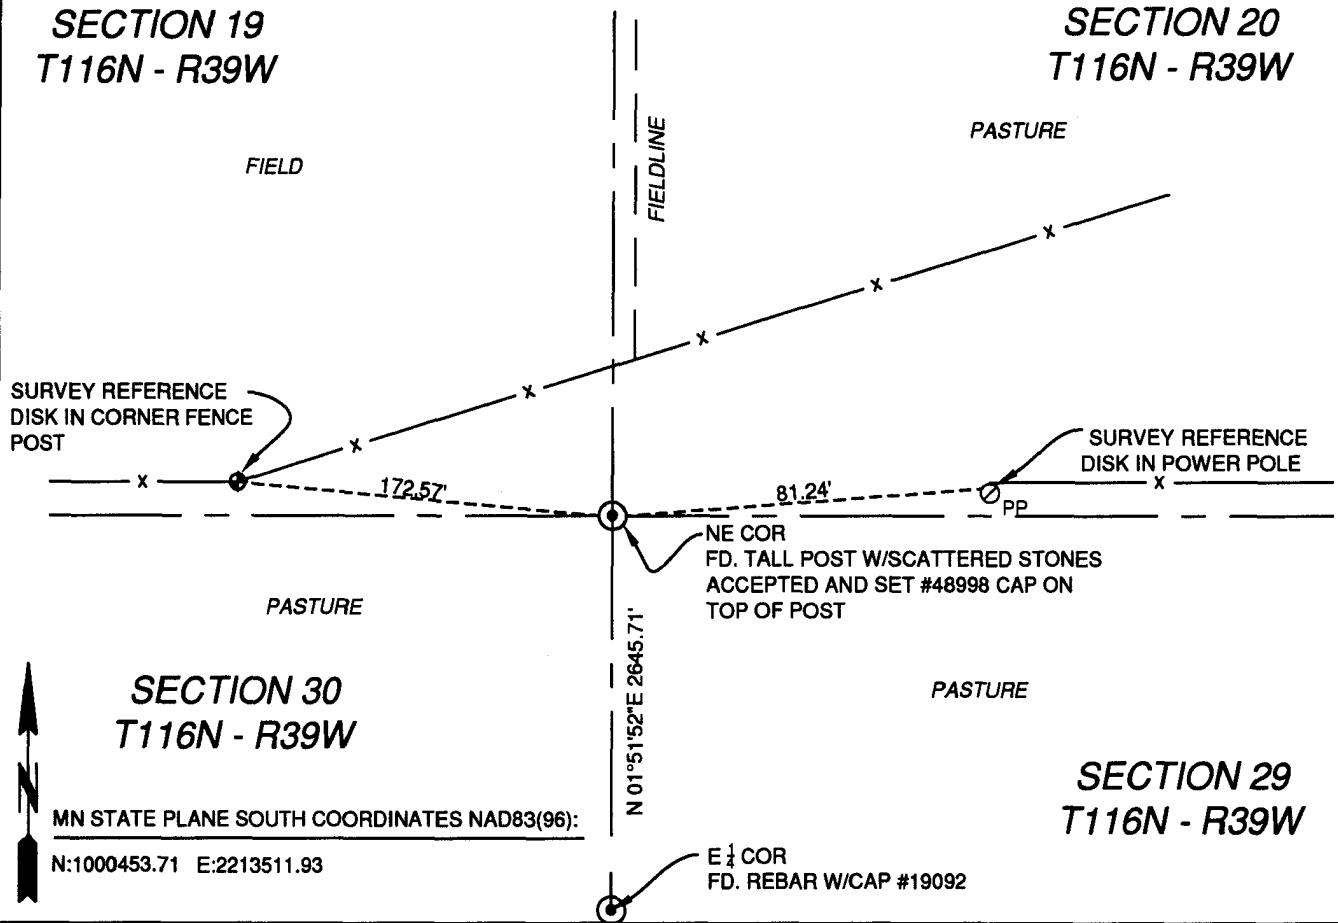 SECTION 19
T116N - R39W
SECTION 20
T116N - R39W
FIELD
FIELDLINE
PASTURE
X
X
X
X
X
SURVEY REFERENCE
DISK IN CORNER FENCE
POST
X
172.57'
81.24'
SURVEY REFERENCE
DISK IN POWER POLE
X
PP
NE COR
FD. TALL POST W/SCATTERED STONES
ACCEPTED AND SET #48998 CAP ON
TOP OF POST
PASTURE
N 01°51'52"E 2645.71'
PASTURE
SECTION 30
T116N - R39W
SECTION 29
T116N - R39W
N
MN STATE PLANE SOUTH COORDINATES NAD83(96):
N:1000453.71 E:2213511.93
E 1/4 COR
FD. REBAR W/CAP #19092